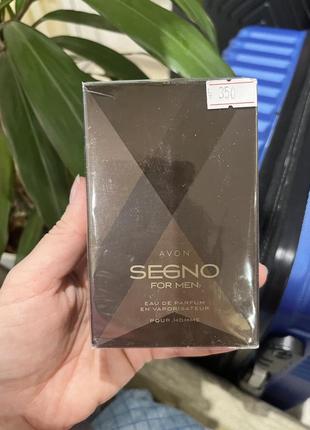 350
AVON
SEGNO
FOR MEN
EAU DE PARFUM
EN VAPORISATEUR
POUR HOMME